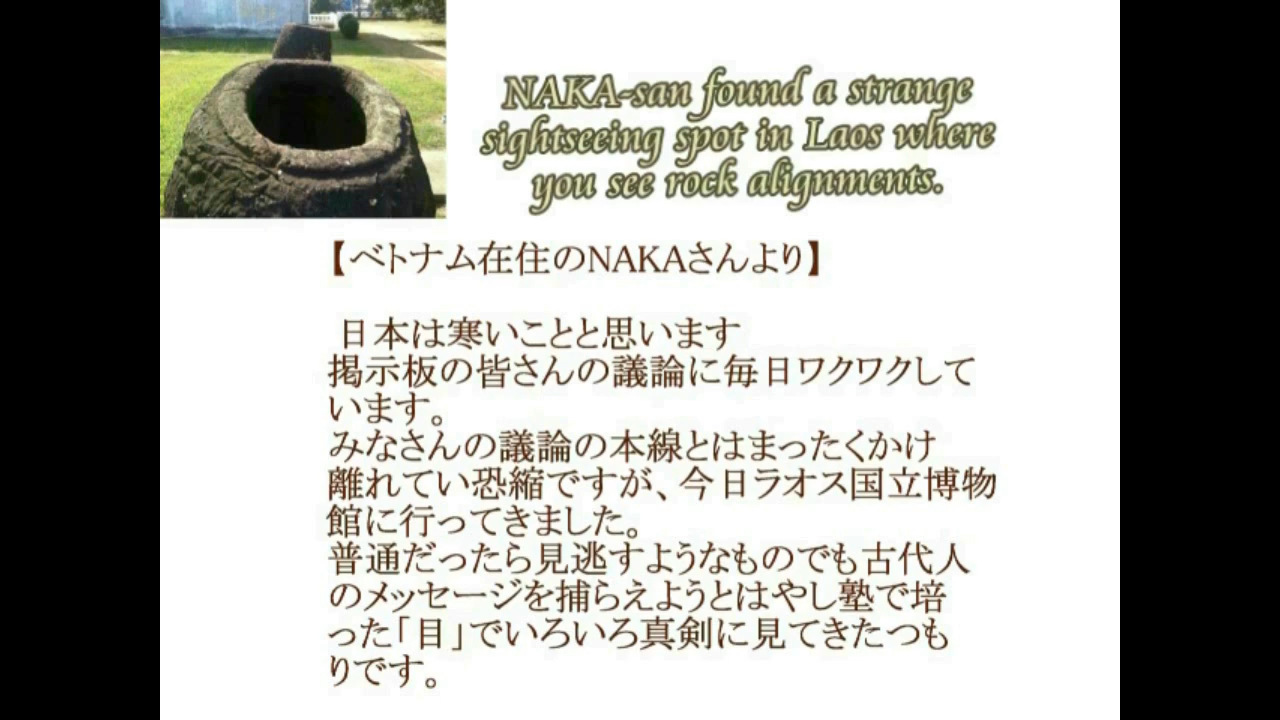 NAKA-san found a strange
sightseeing spot in Laos where
you see rock alignments.
【ベトナム在住のNAKAさんより】
日本は寒いことと思います
掲示板の皆さんの議論に毎日ワクワクして
います。
みなさんの議論の本線とはまったくかけ
離れてい恐縮ですが、今日ラオス国立博物
館に行ってきました。
普通だったら見逃すようなものでも古代人
のメッセージを捕らえようとはやし塾で培
った「目」でいろいろ真剣に見てきたつも
りです。